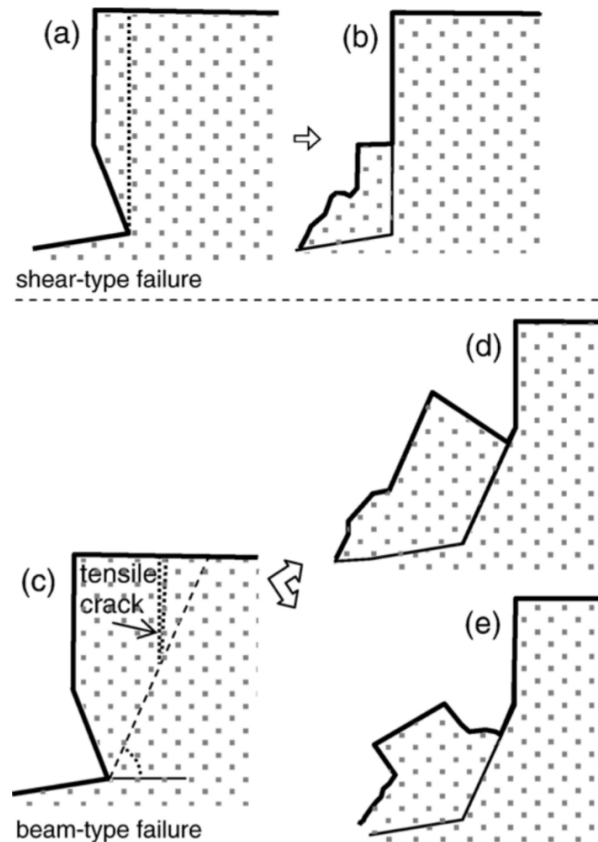 (a)
(b)
shear-type failure
(d)
(c)
tensile
crack
(e)
beam-type failure